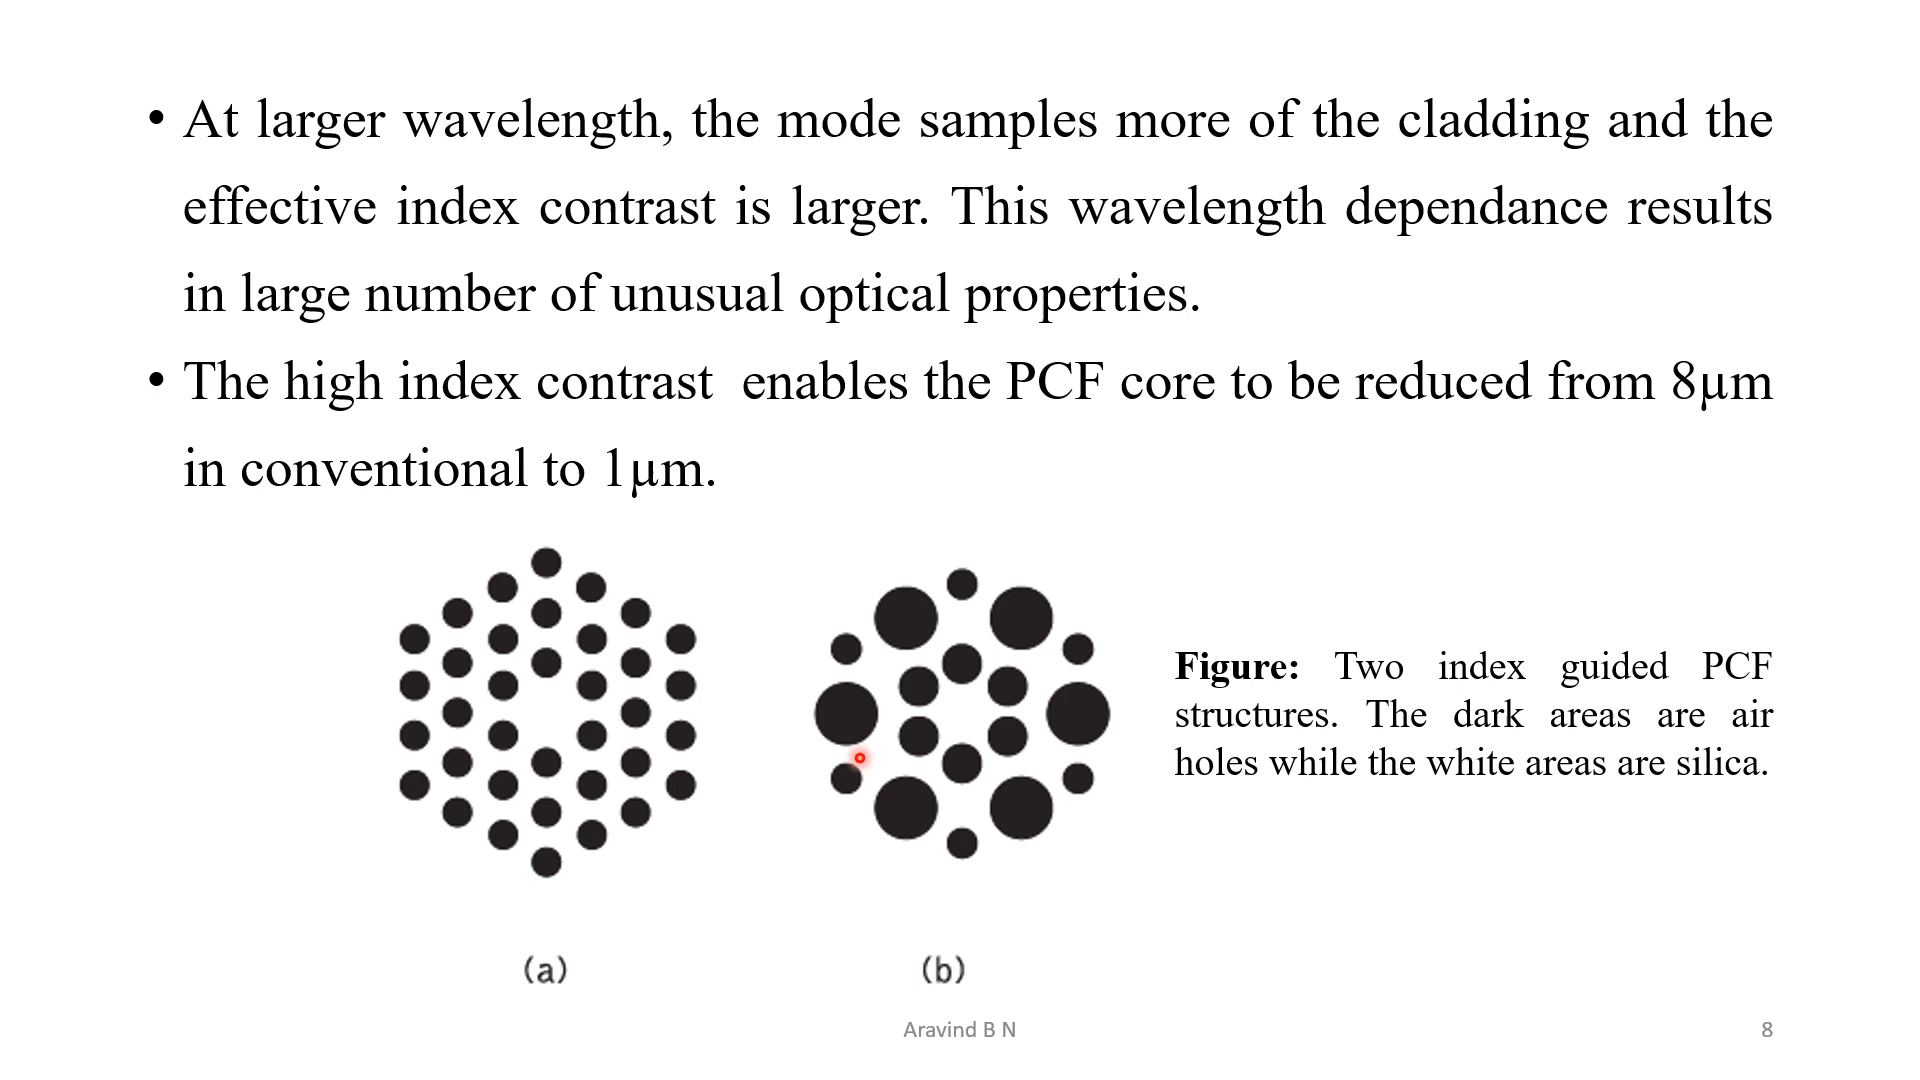 • At larger wavelength, the mode samples more of the cladding and the
effective index contrast is larger. This wavelength dependance results
in large number of unusual optical properties.
• The high index contrast  enables the PCF core to be reduced from 8µm
in conventional to 1µm.
Figure: Two index guided PCF
structures. The dark areas are air
holes while the white areas are silica.
(a)
(b)
Aravind B N
8